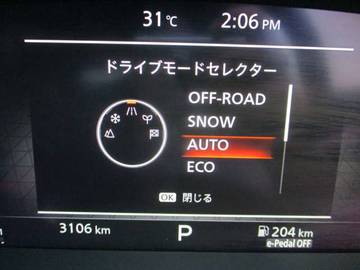 31℃ 2:06 PM
ドライブモードセレクター
OFF-ROAD
SNOW
AUTO
ECO
OK 閉じる
3106 km P 204 km
e-Pedal OFF